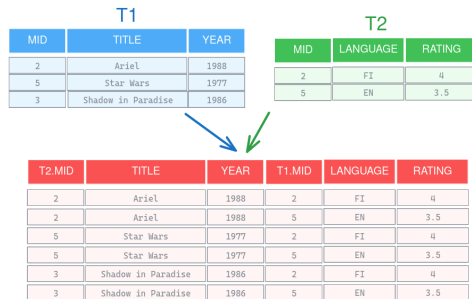 T1
MID TITLE YEAR
2 Ariel 1988
5 Star Wars 1977
3 Shadow in Paradise 1986
T2
MID LANGUAGE RATING
2 FI 4
5 EN 3.5
T2.MID TITLE YEAR T1.MID LANGUAGE RATING
2 Ariel 1988 2 FI 4
2 Ariel 1988 5 EN 3.5
5 Star Wars 1977 2 FI 4
5 Star Wars 1977 5 EN 3.5
3 Shadow in Paradise 1986 2 FI 4
3 Shadow in Paradise 1986 5 EN 3.5